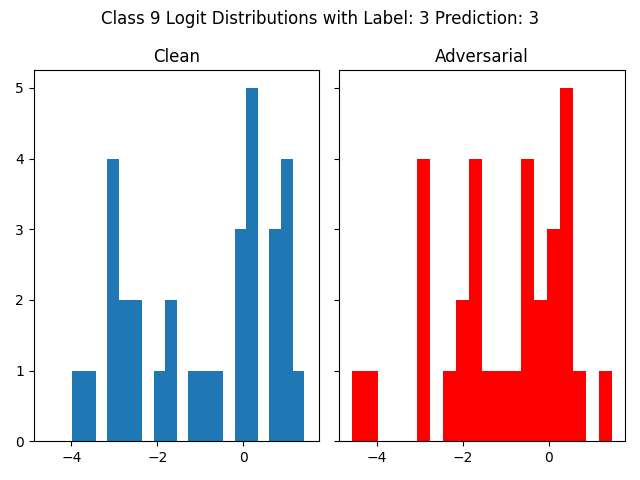 Class 9 Logit Distributions with Label: 3 Prediction: 3
Clean
Adversarial
5
4
3
2
1
0
−4 −2 0
−4 −2 0